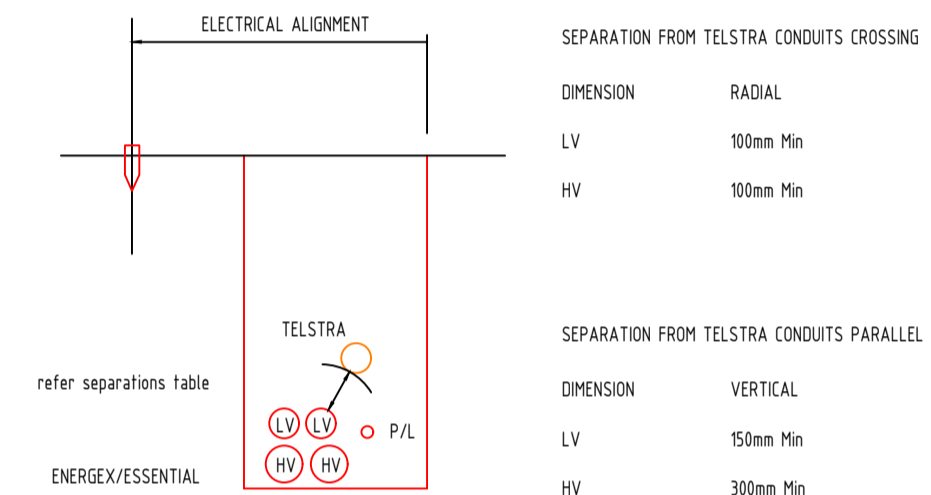 ELECTRICAL ALIGNMENT
TELSTRA
refer separations table
LV LV
P/L
HV HV
ENERGEX/ESSENTIAL
SEPARATION FROM TELSTRA CONDUITS CROSSING
DIMENSION RADIAL
LV 100mm Min
HV 100mm Min
SEPARATION FROM TELSTRA CONDUITS PARALLEL
DIMENSION VERTICAL
LV 150mm Min
HV 300mm Min